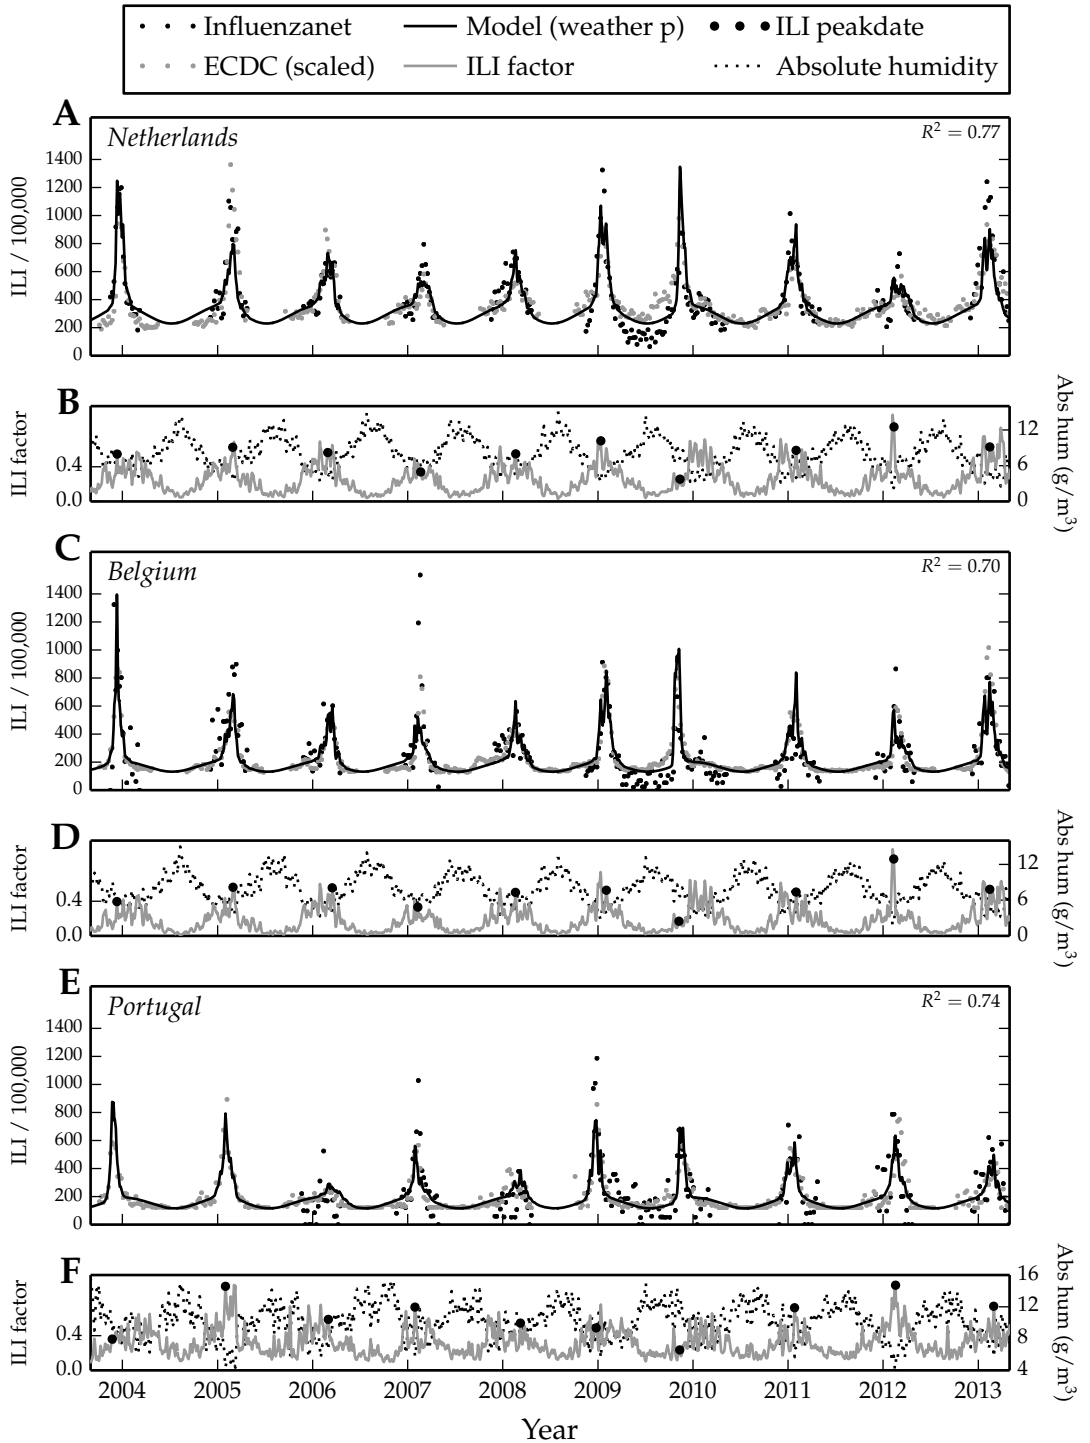 Influenzanet Model (weather p) ILI peakdate
ECDC (scaled) ILI factor Absolute humidity
A
Netherlands
R² = 0.77
ILI / 100,000
1400
1200
1000
800
600
400
200
0
B
ILI factor
0.4
0.0
12
6
0
Abs hum (g/m³)
C
Belgium
R² = 0.70
ILI / 100,000
1400
1200
1000
800
600
400
200
0
D
ILI factor
0.4
0.0
12
6
0
Abs hum (g/m³)
E
Portugal
R² = 0.74
ILI / 100,000
1400
1200
1000
800
600
400
200
0
F
ILI factor
0.4
0.0
16
12
8
4
Abs hum (g/m³)
2004 2005 2006 2007 2008 2009 2010 2011 2012 2013
Year